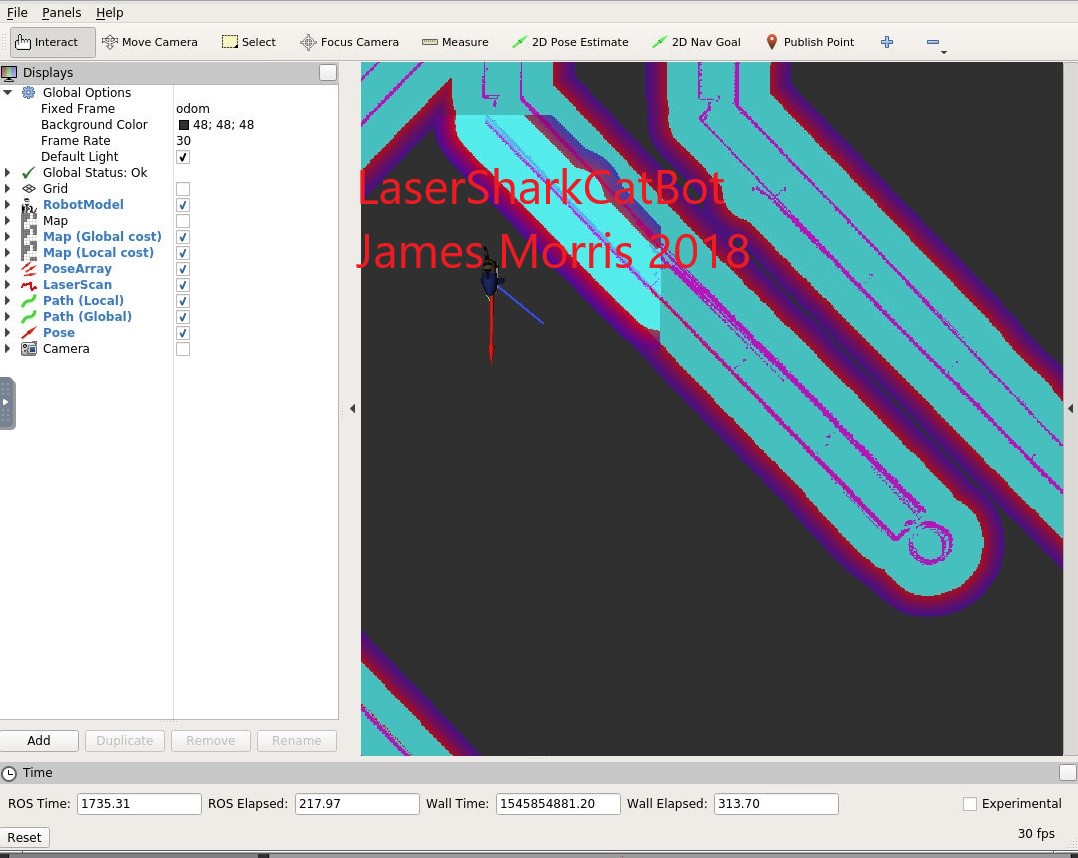 File Panels Help
Interact Move Camera Select Focus Camera Measure 2D Pose Estimate 2D Nav Goal Publish Point
Displays
Global Options
Fixed Frame odom
Background Color 48; 48; 48
Frame Rate 30
Default Light
Global Status: Ok
Grid
RobotModel
Map
Map (Global cost)
Map (Local cost)
PoseArray
LaserScan
Path (Local)
Path (Global)
Pose
Camera
LaserSharkCatBot
James Morris 2018
Add Duplicate Remove Rename
Time
ROS Time: 1735.31 ROS Elapsed: 217.97 Wall Time: 1545854881.20 Wall Elapsed: 313.70 Experimental
Reset 30 fps